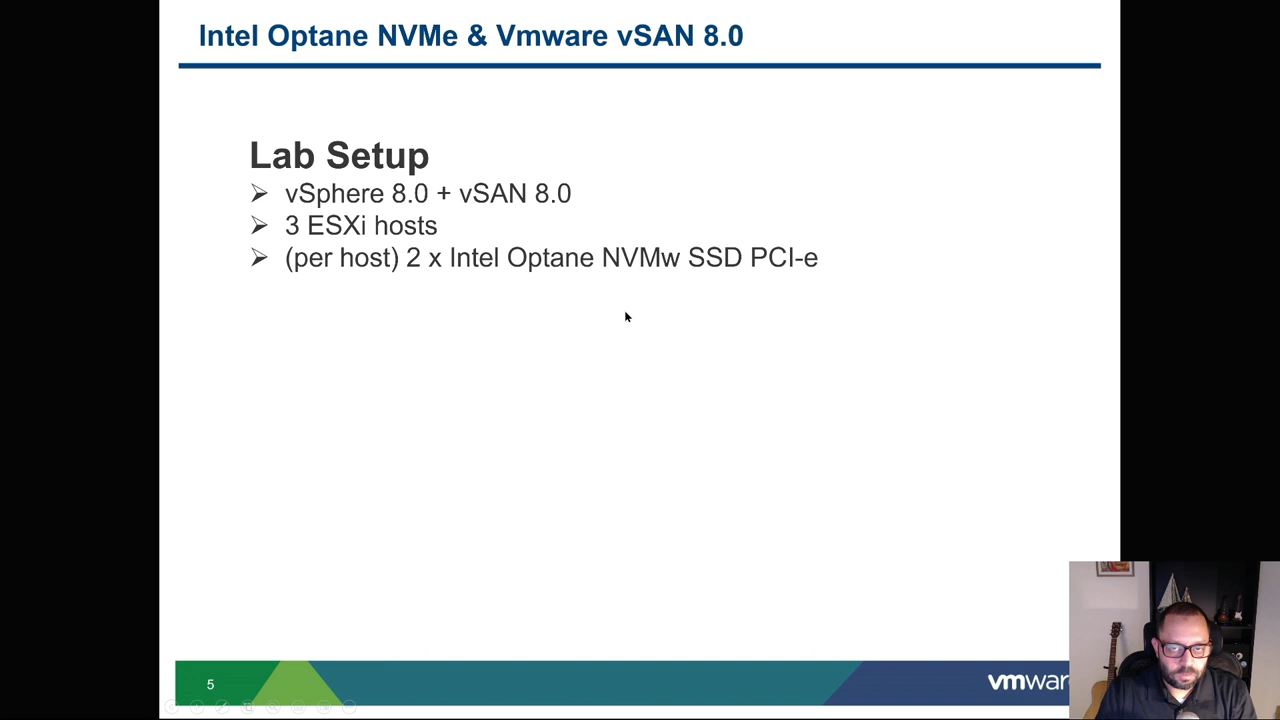 Intel Optane NVMe & Vmware vSAN 8.0
Lab Setup
vSphere 8.0 + vSAN 8.0
3 ESXi hosts
(per host) 2 x Intel Optane NVMw SSD PCI-e
5
vmwar